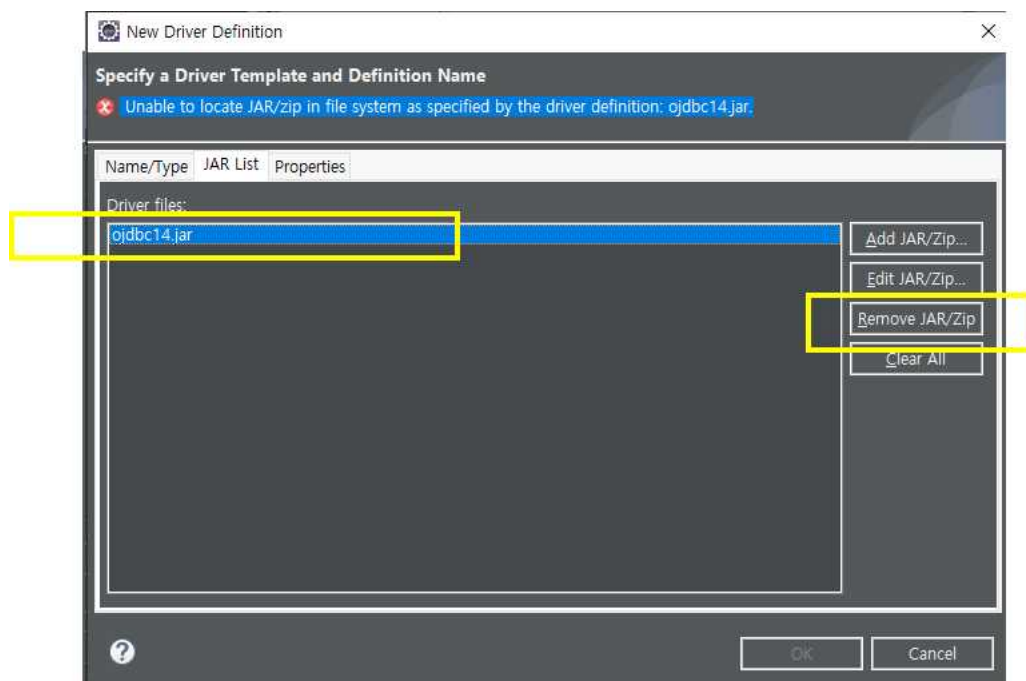 New Driver Definition
Specify a Driver Template and Definition Name
Unable to locate JAR/zip in file system as specified by the driver definition: ojdbc14.jar.
Name/Type JAR List Properties
Driver files:
ojdbc14.jar
Add JAR/Zip...
Edit JAR/Zip...
Remove JAR/Zip
Clear All
OK Cancel